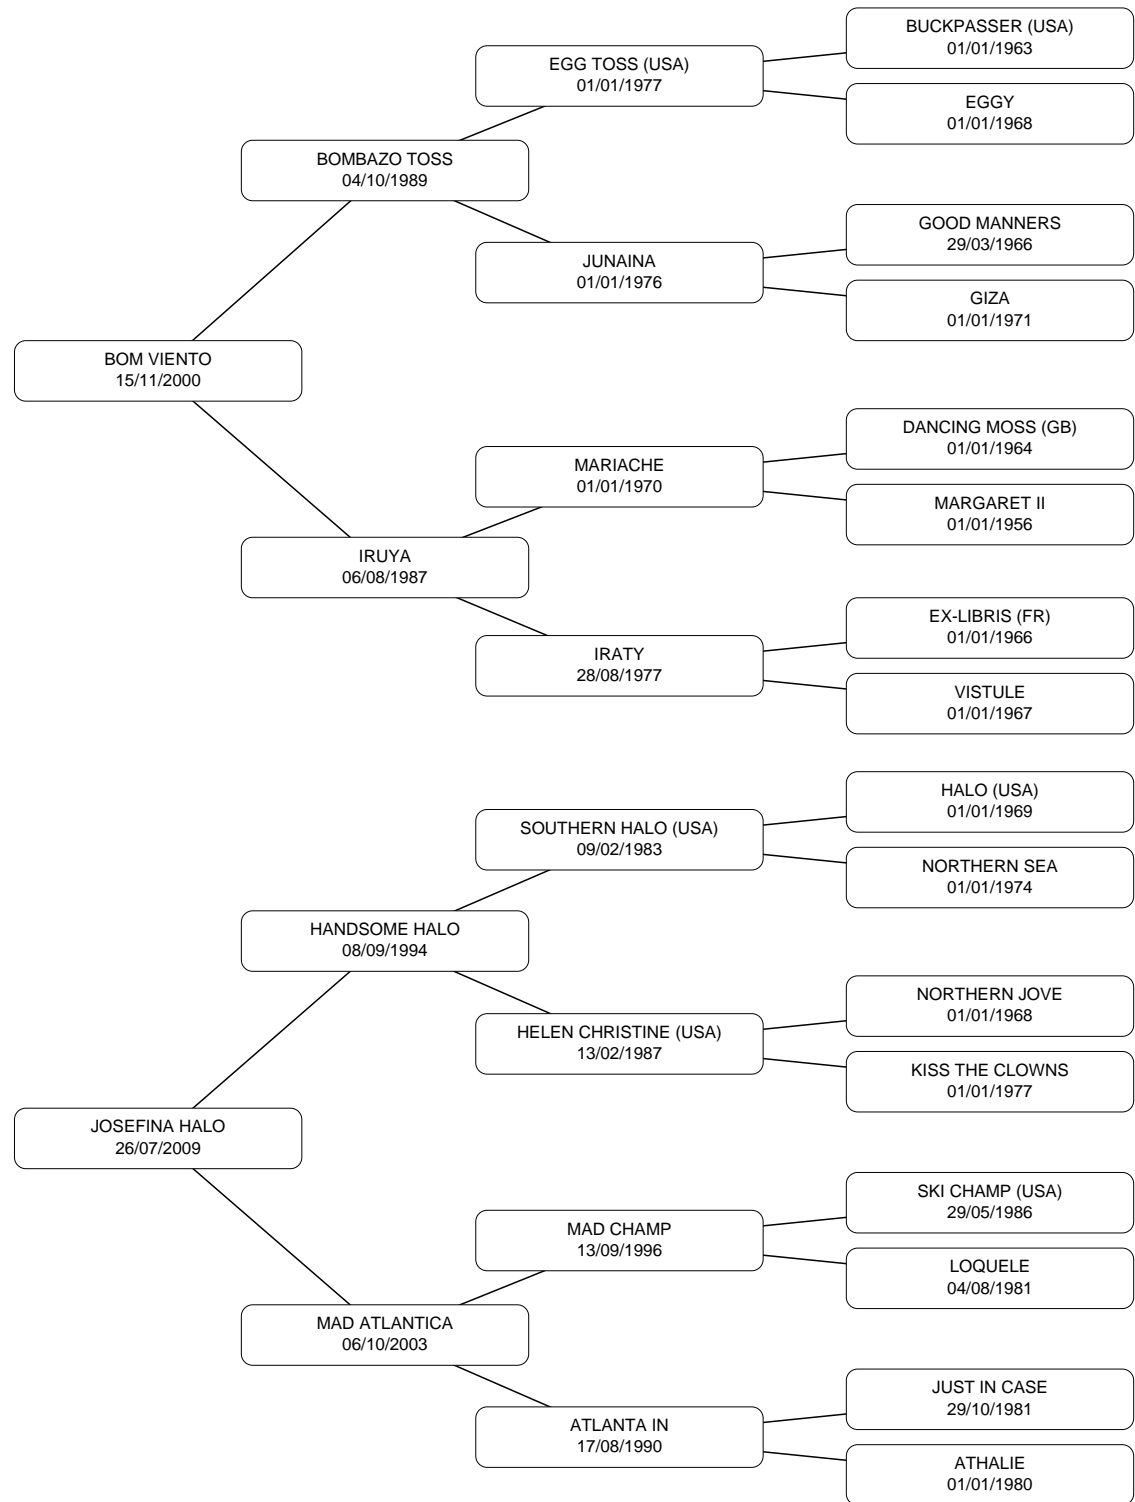 BUCKPASSER (USA)
01/01/1963
EGG TOSS (USA)
01/01/1977
EGGY
01/01/1968
BOMBAZO TOSS
04/10/1989
GOOD MANNERS
29/03/1966
JUNAINA
01/01/1976
GIZA
01/01/1971
BOM VIENTO
15/11/2000
DANCING MOSS (GB)
01/01/1964
MARIACHE
01/01/1970
MARGARET II
01/01/1956
IRUYA
06/08/1987
EX-LIBRIS (FR)
01/01/1966
IRATY
28/08/1977
VISTULE
01/01/1967
HALO (USA)
01/01/1969
SOUTHERN HALO (USA)
09/02/1983
NORTHERN SEA
01/01/1974
HANDSOME HALO
08/09/1994
NORTHERN JOVE
01/01/1968
HELEN CHRISTINE (USA)
13/02/1987
KISS THE CLOWNS
01/01/1977
JOSEFINA HALO
26/07/2009
SKI CHAMP (USA)
29/05/1986
MAD CHAMP
13/09/1996
LOQUELE
04/08/1981
MAD ATLANTICA
06/10/2003
JUST IN CASE
29/10/1981
ATLANTA IN
17/08/1990
ATHALIE
01/01/1980